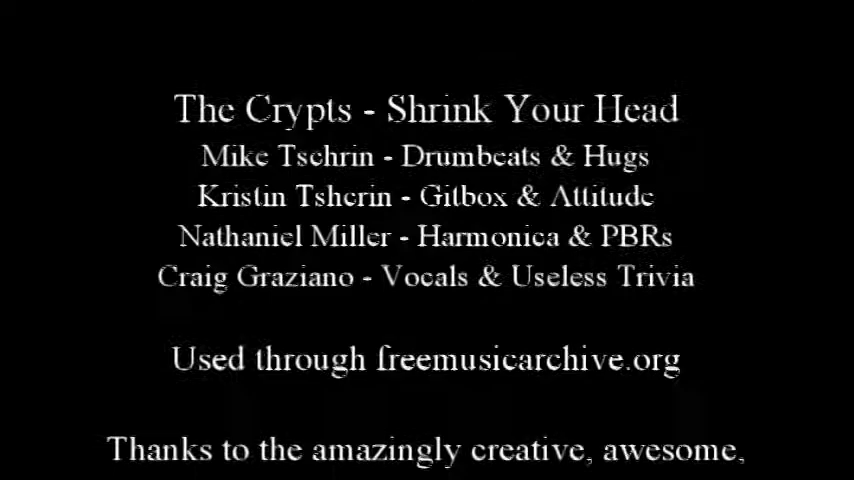 The Crypts - Shrink Your Head
Mike Tschrin - Drumbeats & Hugs
Kristin Tsherin - Gitbox & Attitude
Nathaniel Miller - Harmonica & PBRs
Craig Graziano - Vocals & Useless Trivia
Used through freemusicarchive.org
Thanks to the amazingly creative, awesome,